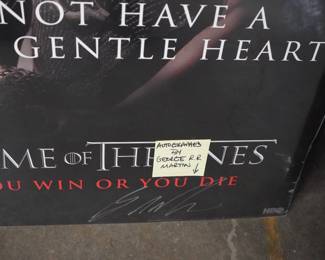 NOT HAVE A
GENTLE HEART
AUTOGRAPHED
BY
GEORGE R.R
MARTIN
ME OF THRONES
OU WIN OR YOU DIE
HBO